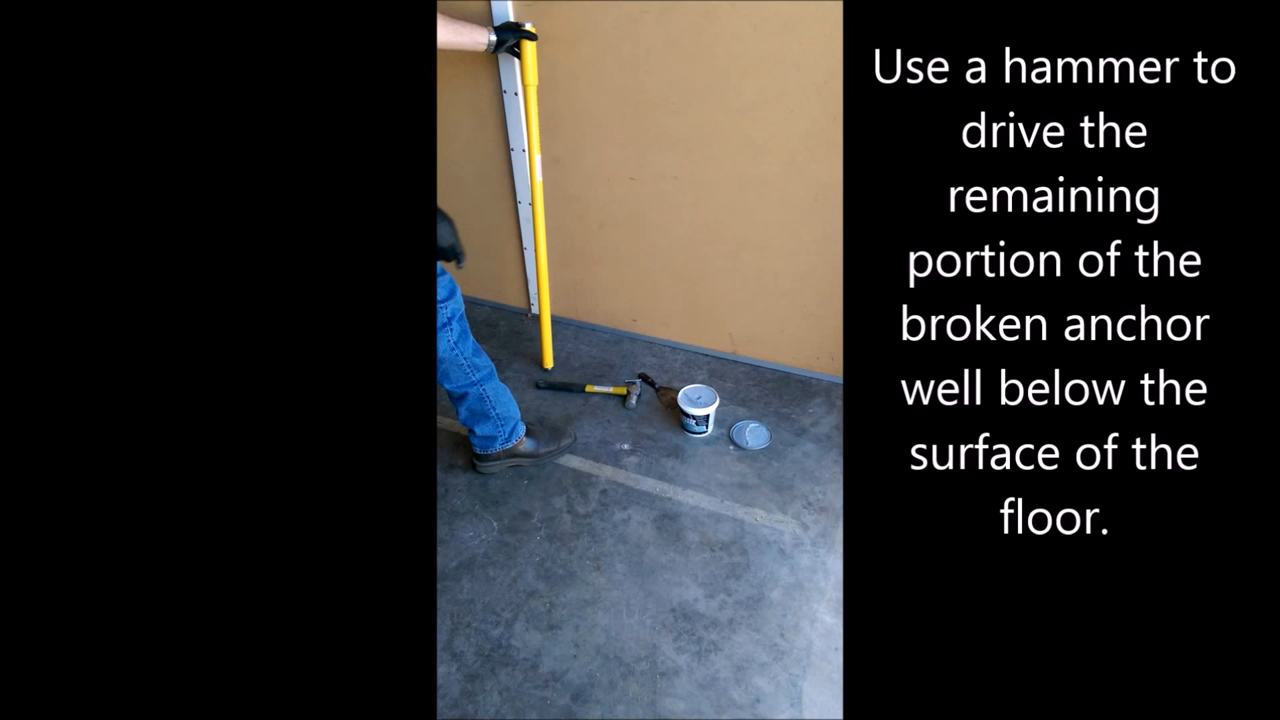 Use a hammer to
drive the
remaining
portion of the
broken anchor
well below the
surface of the
floor.